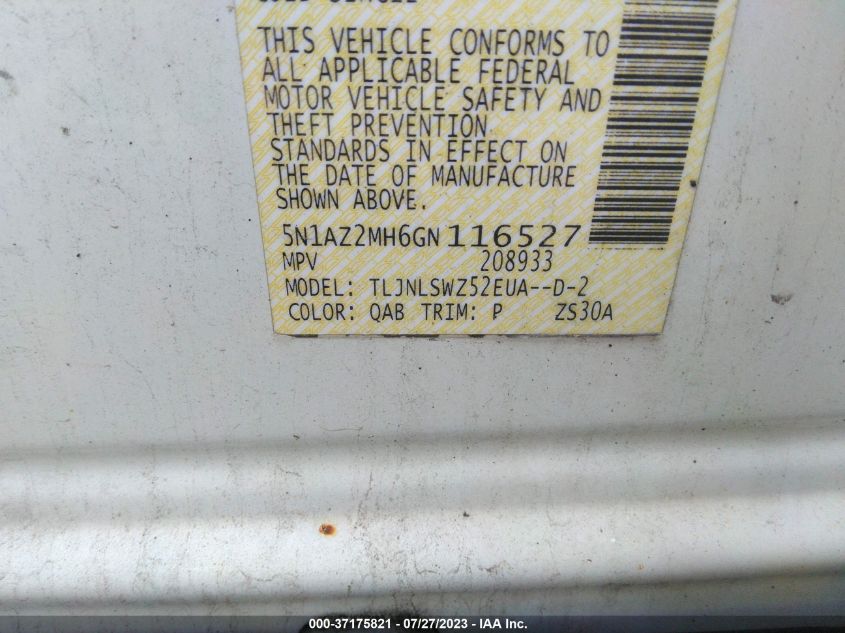 THIS VEHICLE CONFORMS TO
ALL APPLICABLE FEDERAL
MOTOR VEHICLE SAFETY AND
THEFT PREVENTION
STANDARDS IN EFFECT ON
THE DATE OF MANUFACTURE
SHOWN ABOVE.
5N1AZ2MH6GN116527
MPV 208933
MODEL: TLJNLSWZ52EUA--D-2
COLOR: QAB TRIM: P ZS30A
000-37175821 / 07/27/2023 - IAA Inc.